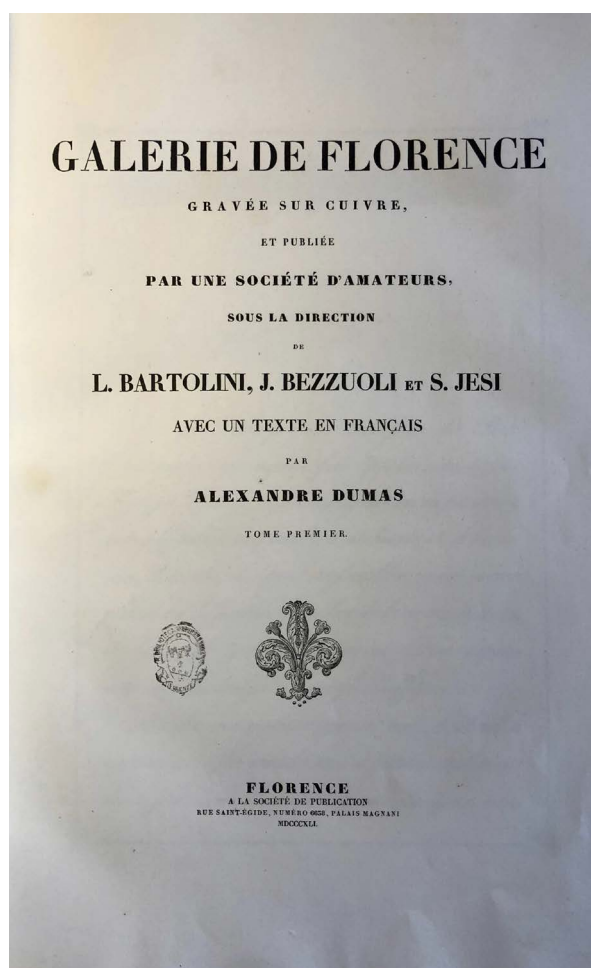 GALERIE DE FLORENCE
GRAVÉE SUR CUIVRE,
ET PUBLIÉE
PAR UNE SOCIÉTÉ D'AMATEURS,
SOUS LA DIRECTION
DE
L. BARTOLINI, J. BEZZUOLI ET S. JESI
AVEC UN TEXTE EN FRANÇAIS
PAR
ALEXANDRE DUMAS
TOME PREMIER.
FLORENCE
A LA SOCIÉTÉ DE PUBLICATION
RUE SAINT-ÉGIDE, NUMÉRO 6638, PALAIS MAGNANI
MDCCCXLI.